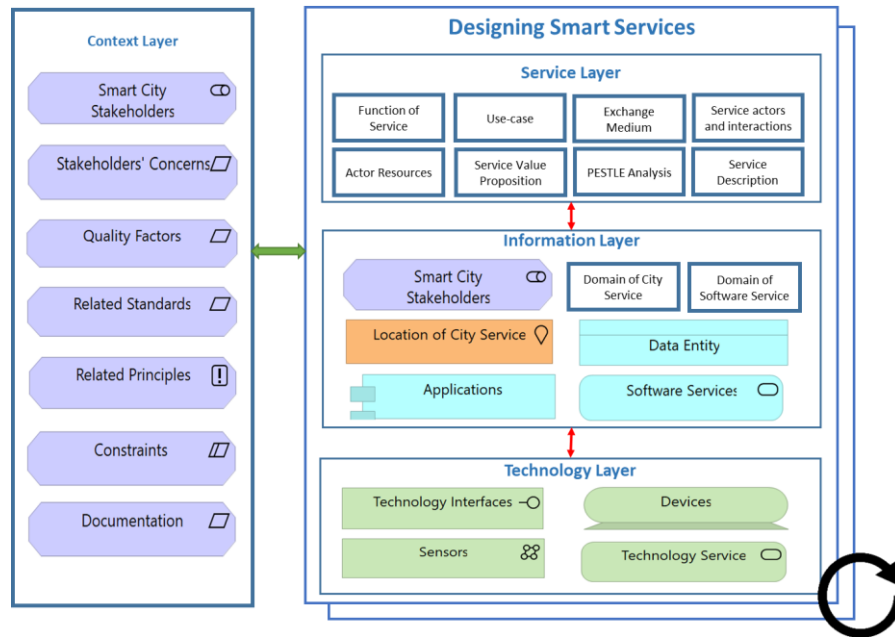 Context Layer
Smart City
Stakeholders
Stakeholders' Concerns
Quality Factors
Related Standards
Related Principles
Constraints
Documentation
Designing Smart Services
Service Layer
Function of
Service
Use-case
Exchange
Medium
Service actors
and interactions
Actor Resources
Service Value
Proposition
PESTLE Analysis
Service
Description
Information Layer
Smart City
Stakeholders
Domain of City
Service
Domain of
Software Service
Location of City Service
Data Entity
Applications
Software Services
Technology Layer
Technology Interfaces
Devices
Sensors
Technology Service